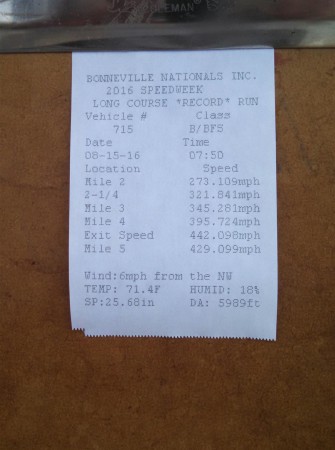 BONNEVILLE NATIONALS INC.
2016 SPEEDWEEK
LONG COURSE *RECORD* RUN
Vehicle # Class
715 B/BFS
Date Time
08-15-16 07:50
Location Speed
Mile 2 273.109mph
2-1/4 321.841mph
Mile 3 345.281mph
Mile 4 395.724mph
Exit Speed 442.098mph
Mile 5 429.099mph
Wind:6mph from the NW
TEMP: 71.4F HUMID: 18%
SP:25.68in DA: 5989ft